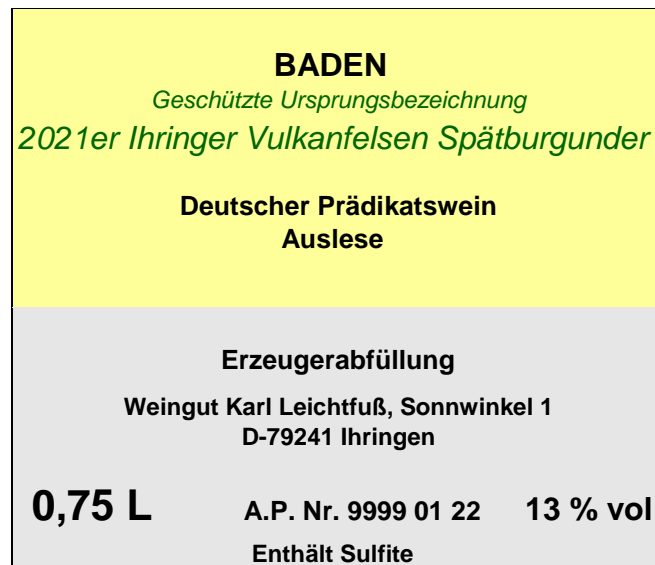 BADEN
Geschützte Ursprungsbezeichnung
2021er Ihringer Vulkanfelsen Spätburgunder
Deutscher Prädikatswein
Auslese
Erzeugerabfüllung
Weingut Karl Leichtfuß, Sonnwinkel 1
D-79241 Ihringen
0,75 L A.P. Nr. 9999 01 22 13 % vol
Enthält Sulfite